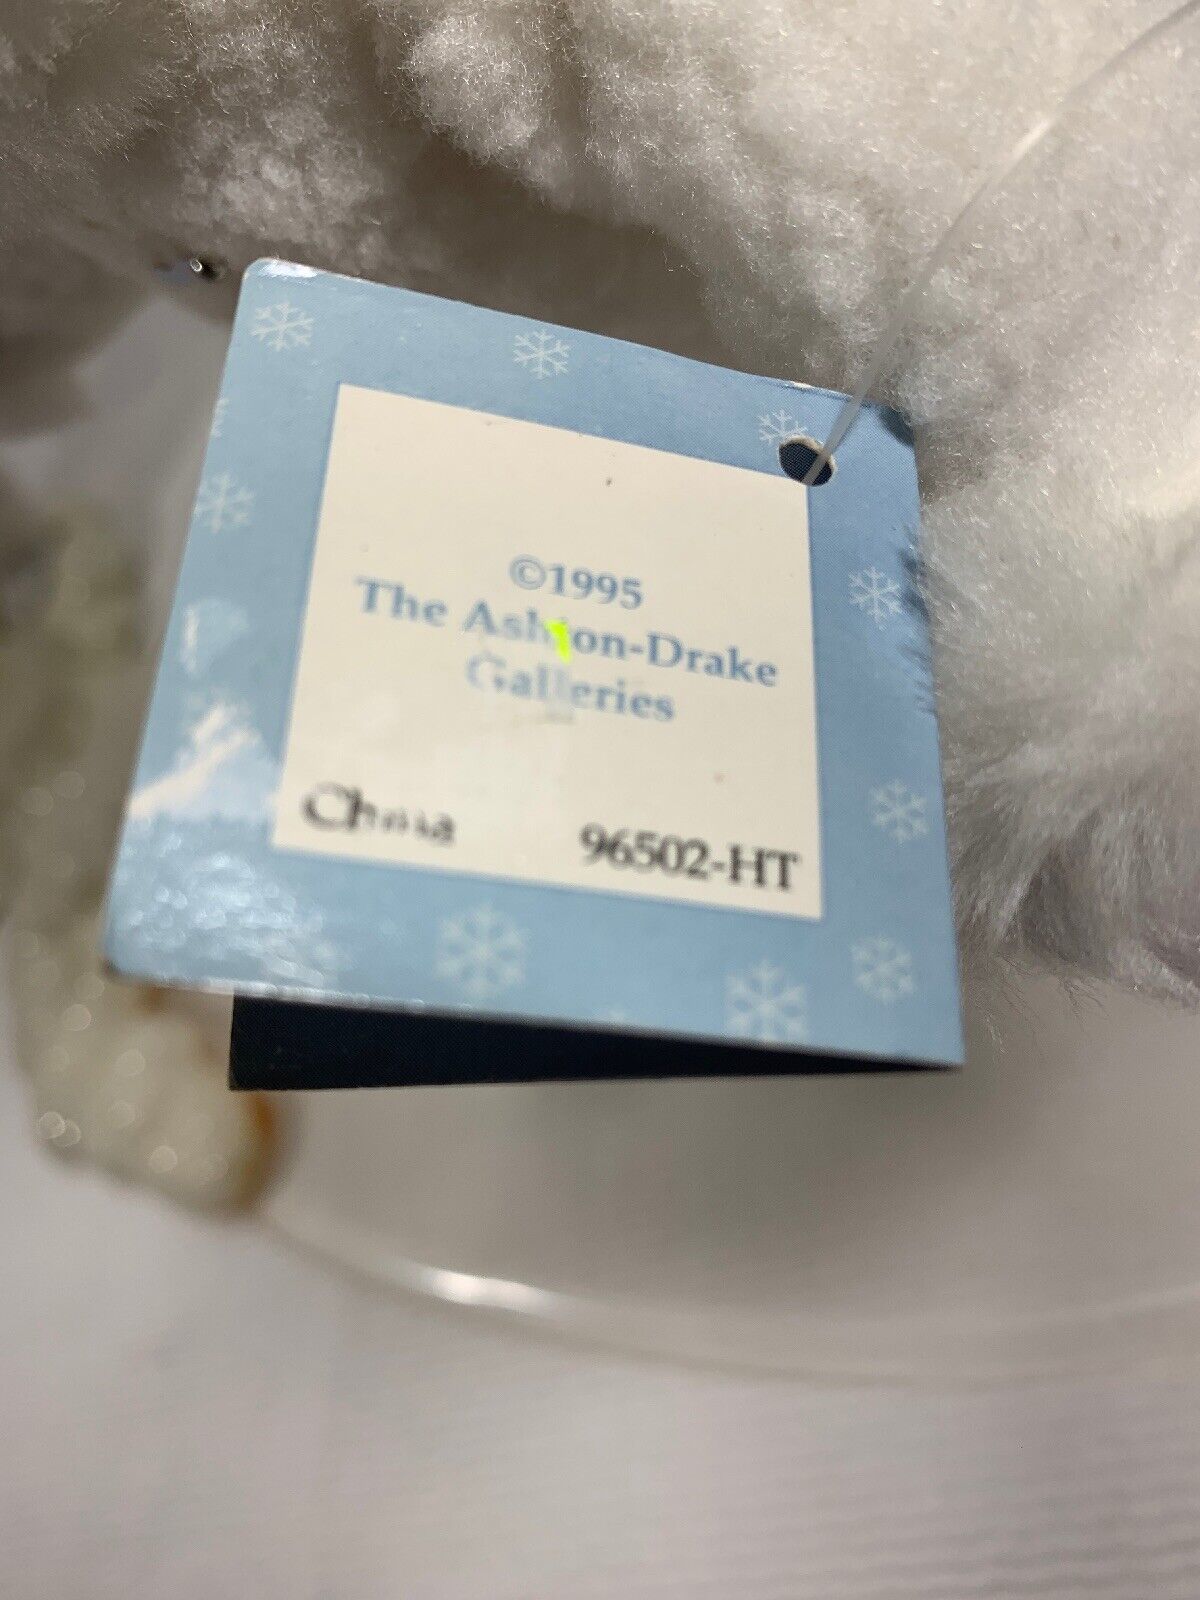 ©1995
The Ashton-Drake
Galleries
China 96502-HT